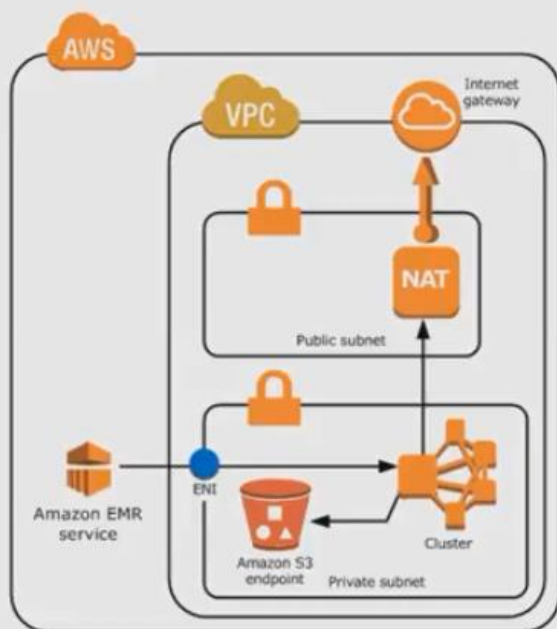 AWS
VPC
Internet
gateway
NAT
Public subnet
ENI
Amazon EMR
service
Amazon S3
endpoint
Cluster
Private subnet